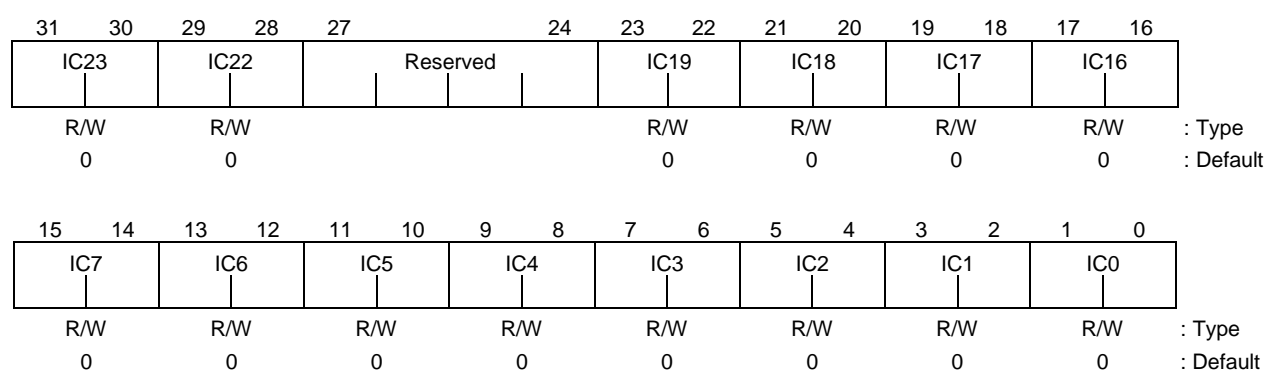 31 30 29 28 27 24 23 22 21 20 19 18 17 16
IC23 IC22 Reserved IC19 IC18 IC17 IC16
R/W R/W R/W R/W R/W R/W : Type
0 0 0 0 0 0 : Default
15 14 13 12 11 10 9 8 7 6 5 4 3 2 1 0
IC7 IC6 IC5 IC4 IC3 IC2 IC1 IC0
R/W R/W R/W R/W R/W R/W R/W R/W : Type
0 0 0 0 0 0 0 0 : Default